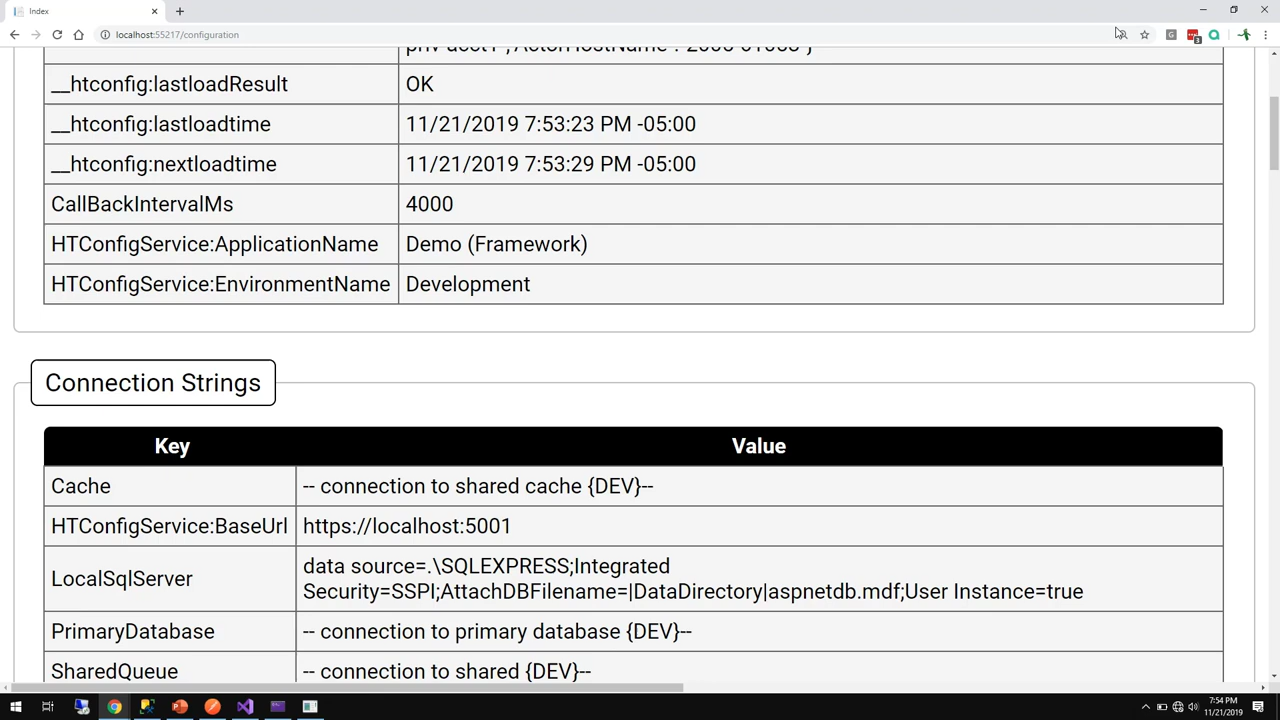 Index
localhost:55217/configuration
3
__htconfig:lastloadResult OK
__htconfig:lastloadtime 11/21/2019 7:53:23 PM -05:00
__htconfig:nextloadtime 11/21/2019 7:53:29 PM -05:00
CallBackIntervalMs 4000
HTConfigService:ApplicationName Demo (Framework)
HTConfigService:EnvironmentName Development
Connection Strings
Key Value
Cache -- connection to shared cache {DEV}--
HTConfigService:BaseUrl https://localhost:5001
LocalSqlServer data source=.\SQLEXPRESS;Integrated
Security=SSPI;AttachDBFilename=|DataDirectory|aspnetdb.mdf;User Instance=true
PrimaryDatabase -- connection to primary database {DEV}--
SharedQueue -- connection to shared {DEV}--
7:54 PM
11/21/2019